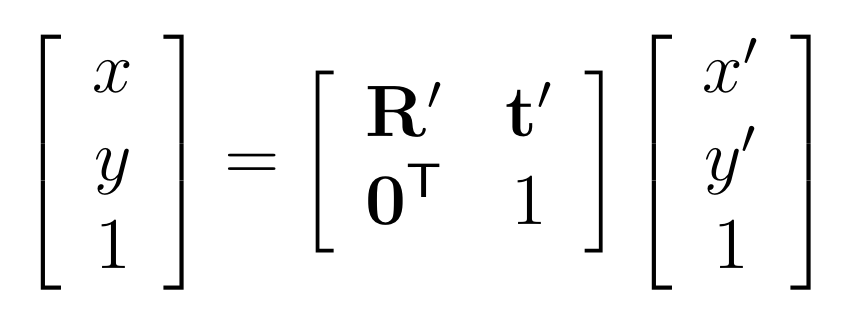 [x y 1] = [𝐑′ 𝐭′; 𝟎ᵀ 1] [x′ y′ 1]